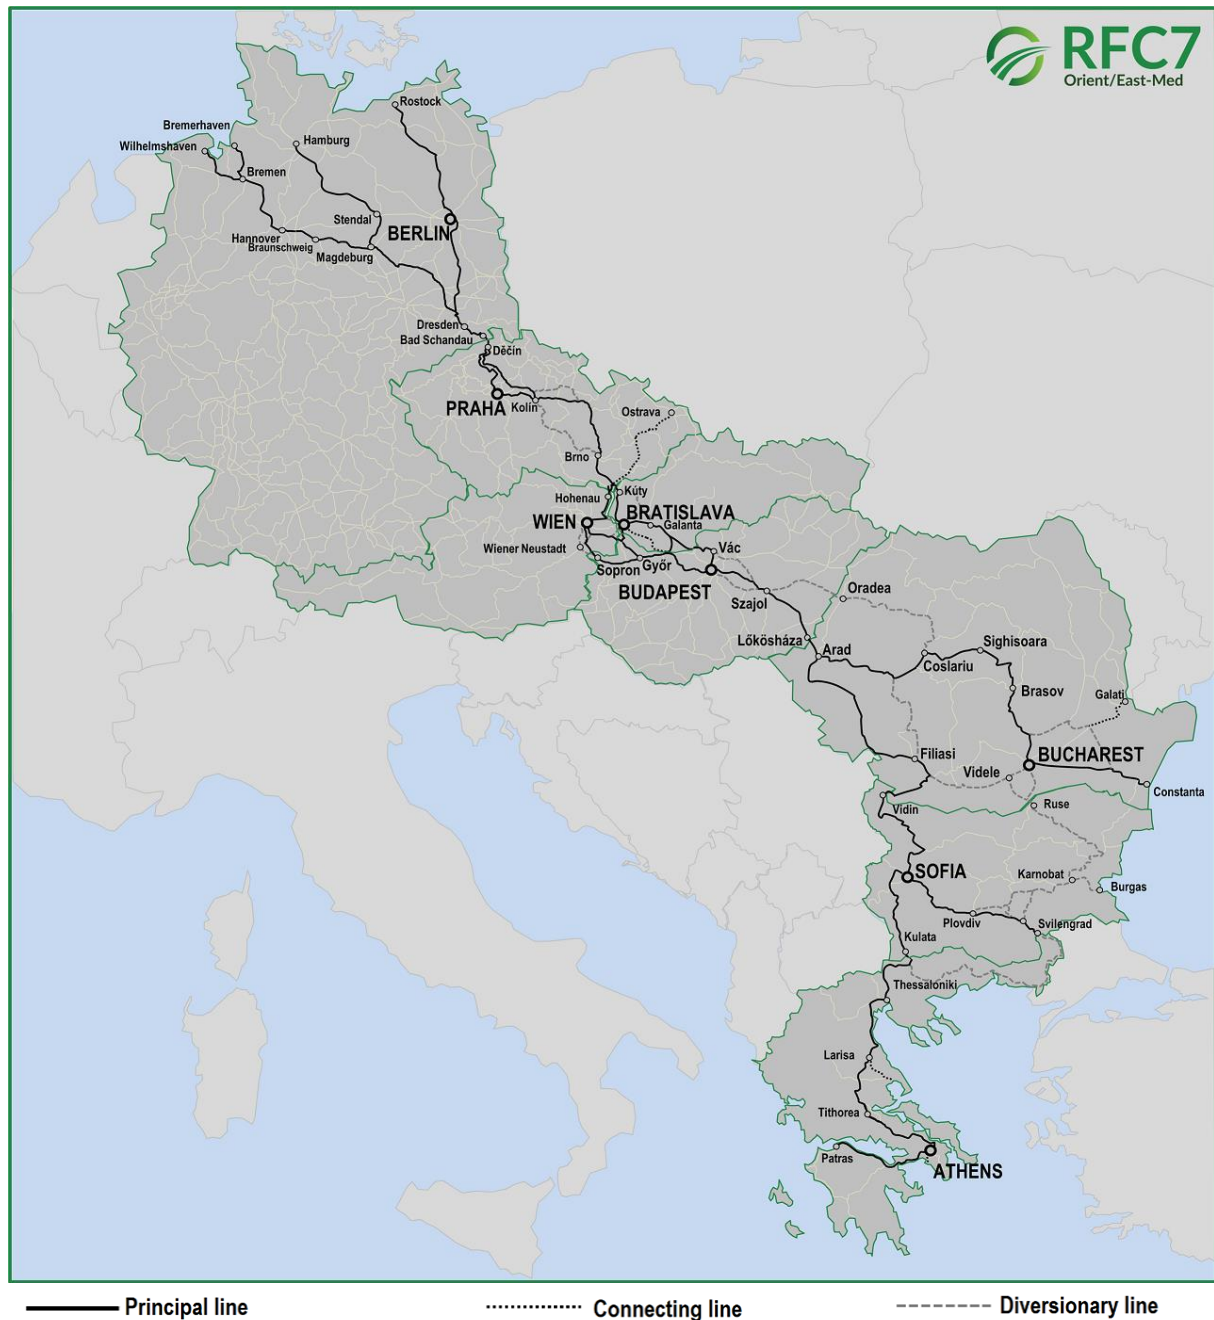 RFC7
Orient/East-Med
Rostock
Bremerhaven
Wilhelmshaven
Hamburg
Bremen
Stendal
BERLIN
Hannover
Braunschweig
Magdeburg
Dresden
Bad Schandau
Děčín
PRAHA
Kolín
Ostrava
Brno
Hohenau
Kúty
WIEN
BRATISLAVA
Galanta
Wiener Neustadt
Vác
Sopron
Győr
BUDAPEST
Szajol
Oradea
Lőkösháza
Arad
Sighisoara
Coslariu
Brasov
Galati
Filiasi
BUCHAREST
Videle
Constanta
Vidin
Ruse
SOFIA
Karnobat
Burgas
Plovdiv
Svilengrad
Kulata
Thessaloniki
Larisa
Tithorea
Patras
ATHENS
Principal line
Connecting line
Diversionary line